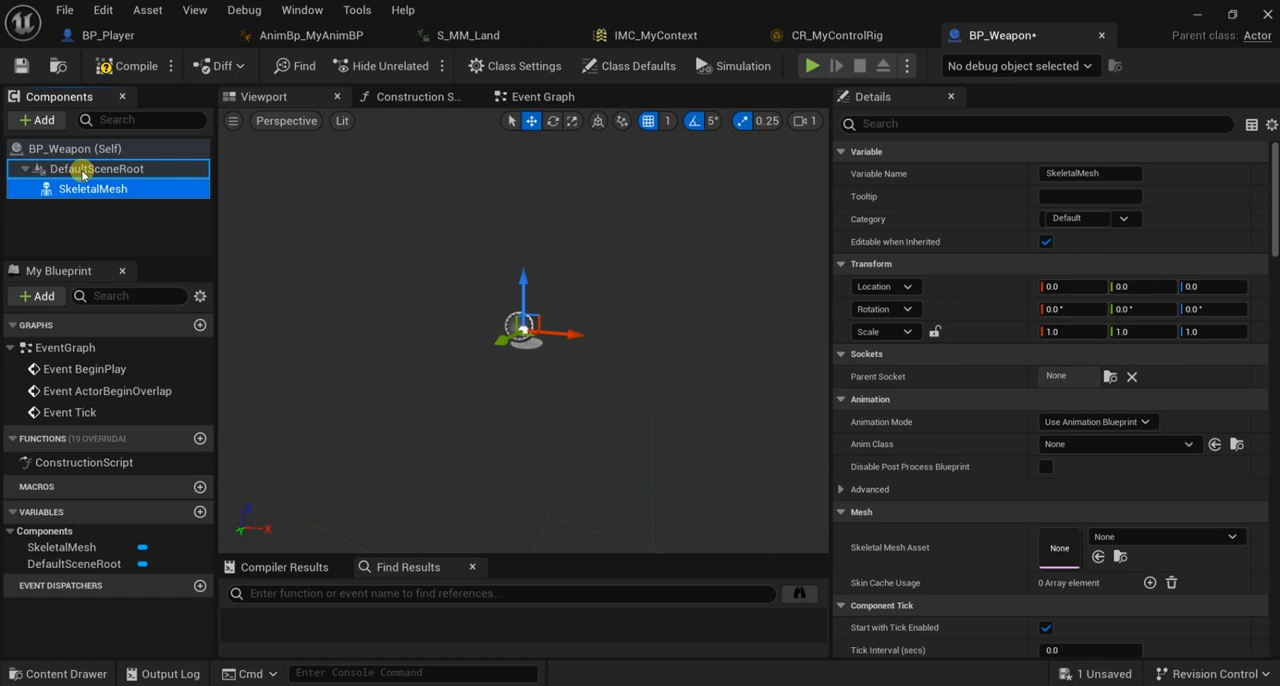 File Edit Asset View Debug Window Tools Help
BP_Player AnimBp_MyAnimBP S_MM_Land IMC_MyContext CR_MyControlRig BP_Weapon* Parent class: Actor
Compile Diff Find Hide Unrelated Class Settings Class Defaults Simulation No debug object selected
Components Viewport Construction S... Event Graph Details
Add Search Perspective Lit 1 5° 0.25 1 Search
BP_Weapon (Self)
DefaultSceneRoot
SkeletalMesh
My Blueprint
Add Search
GRAPHS
EventGraph
Event BeginPlay
Event ActorBeginOverlap
Event Tick
FUNCTIONS (19 OVERRIDAI
ConstructionScript
MACROS
VARIABLES
Components
SkeletalMesh
DefaultSceneRoot
EVENT DISPATCHERS
Z
Y
X
Compiler Results Find Results
Enter function or event name to find references...
Variable
Variable Name SkeletalMesh
Tooltip
Category Default
Editable when Inherited
Transform
Location 0.0 0.0 0.0
Rotation 0.0° 0.0° 0.0°
Scale 1.0 1.0 1.0
Sockets
Parent Socket None
Animation
Animation Mode Use Animation Blueprint
Anim Class None
Disable Post Process Blueprint
Advanced
Mesh
Skeletal Mesh Asset None None
Skin Cache Usage 0 Array element
Component Tick
Start with Tick Enabled
Tick Interval (secs) 0.0
Content Drawer Output Log Cmd Enter Console Command 1 Unsaved Revision Control